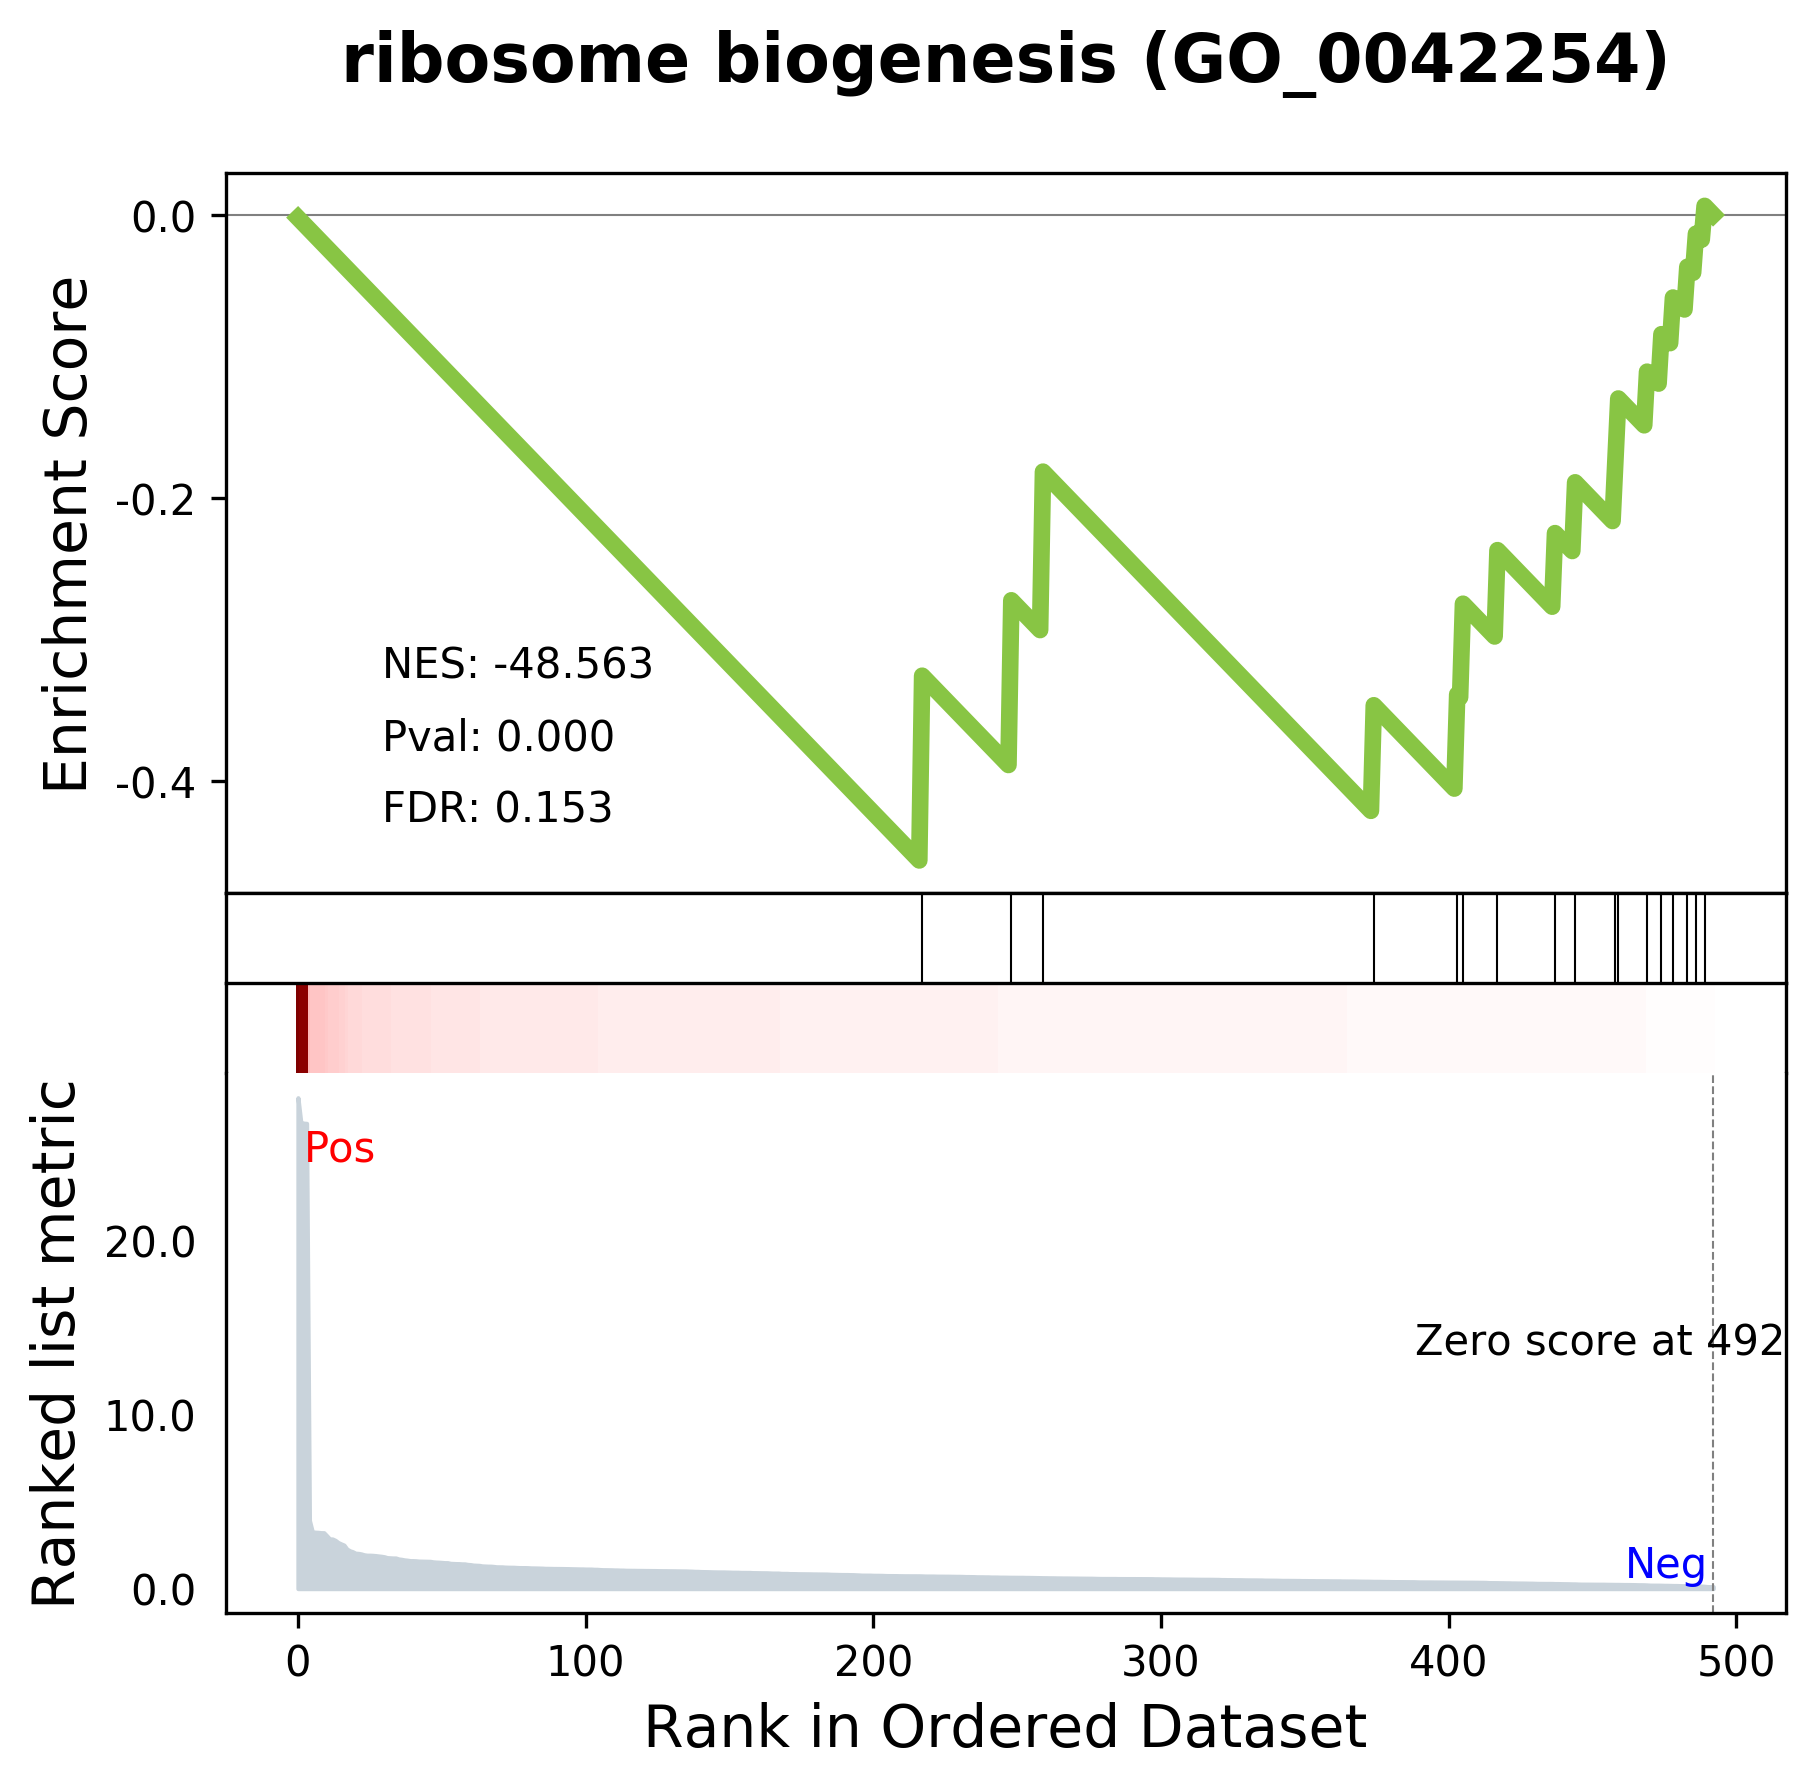 ribosome biogenesis (GO_0042254)
Enrichment Score
0.0
-0.2
-0.4
NES: -48.563
Pval: 0.000
FDR: 0.153
Ranked list metric
Pos
20.0
10.0
0.0
Zero score at 492
Neg
0 100 200 300 400 500
Rank in Ordered Dataset